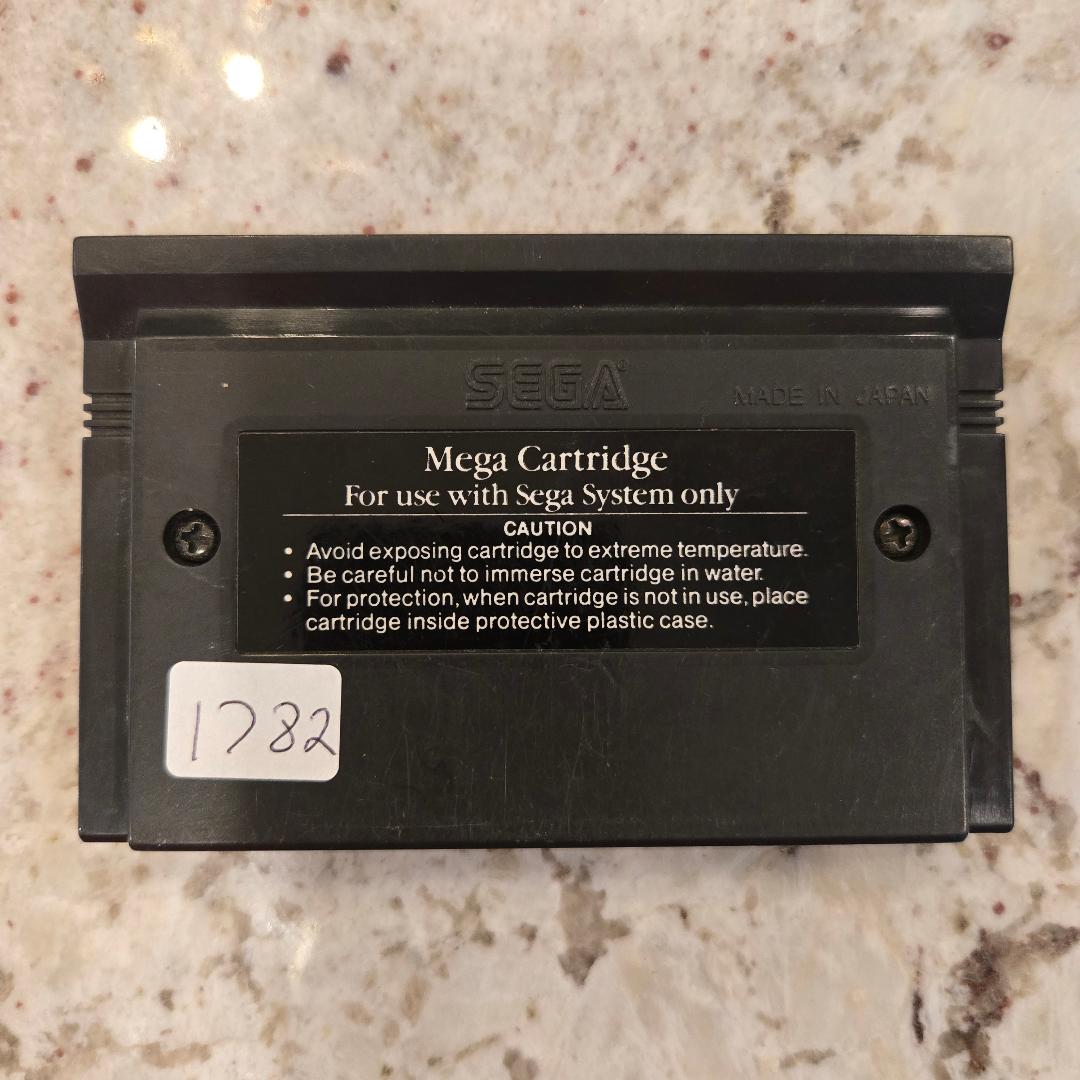 SEGA®
MADE IN JAPAN
Mega Cartridge
For use with Sega System only
CAUTION
• Avoid exposing cartridge to extreme temperature.
• Be careful not to immerse cartridge in water.
• For protection, when cartridge is not in use, place
cartridge inside protective plastic case.
1782